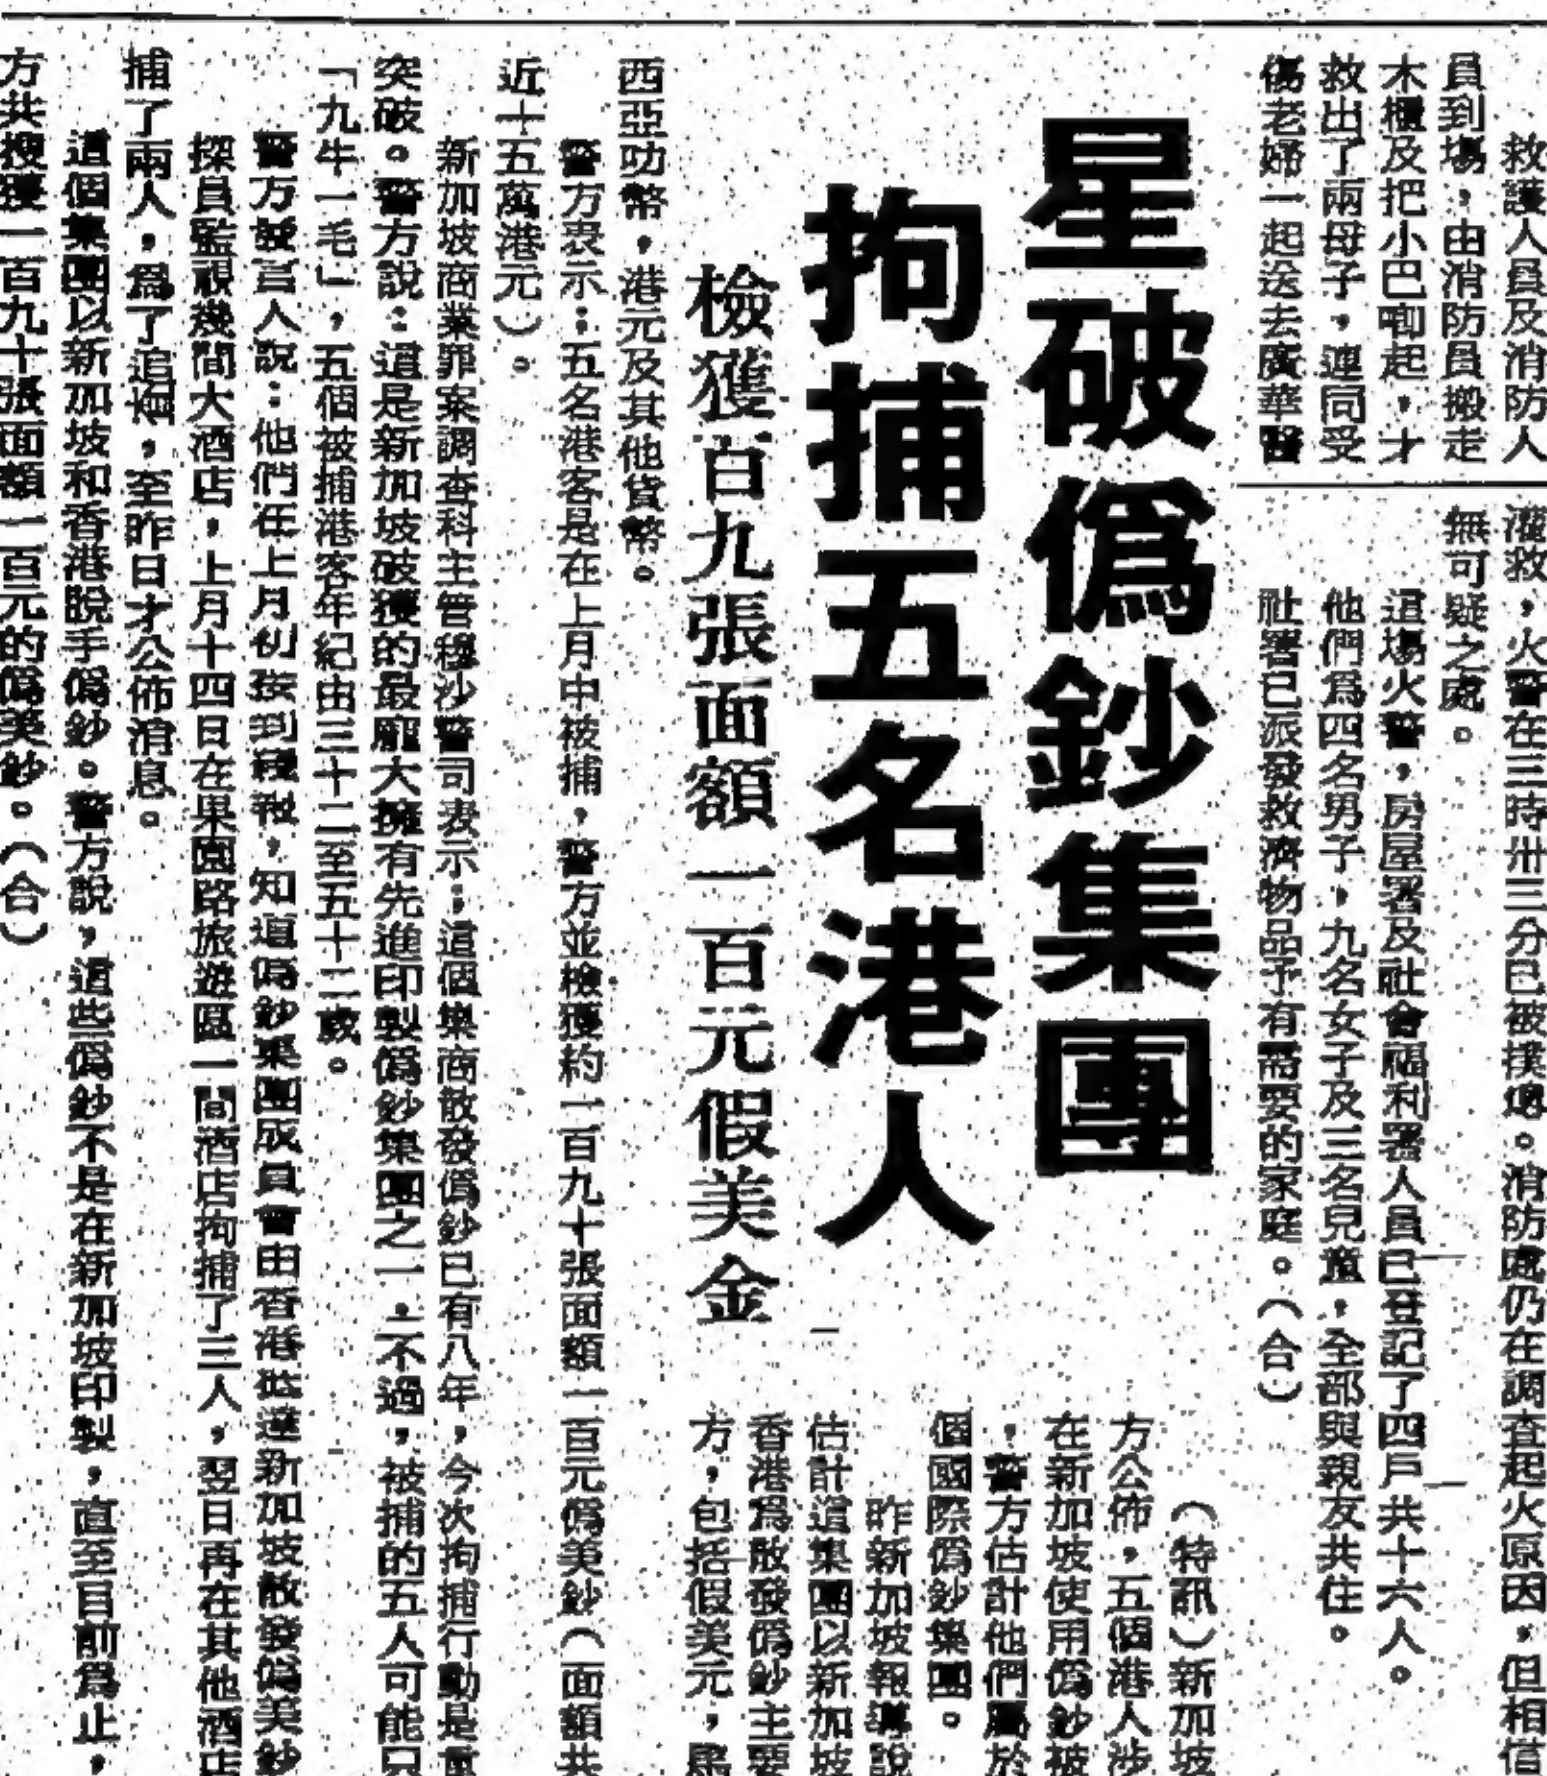 救護人員及消防人
員到場，由消防員搬走
木櫃及把小巴唧起，才
救出了兩母子，連同受
傷老婦一起送去廣華醫
灌救，火警在三時卅三分已被撲熄。消防處仍在調查起火原因，但相信
無可疑之處。
這場火警，房屋署及社會福利署人員已登記了四戶共十六人。
他們爲四名男子，九名女子及三名兒童，全部與親友共住。
社署已派發救濟物品予有需要的家庭。（合）
星破僞鈔集團
拘捕五名港人
檢獲百九張面額一百元假美金
（特訊）新加坡
方公佈，五個港人涉
在新加坡使用僞鈔被
，警方估計他們屬於
個國際僞鈔集團。
昨新加坡報導說
估計這集團以新加坡
香港爲散發僞鈔主要
方，包括假美元，馬
西亞叻幣，港元及其他貨幣。
警方表示：五名港客是在上月中被捕，警方並檢獲約一百九十張面額一百元僞美鈔（面額共
近十五萬港元）。
新加坡商業罪案調查科主管穆沙警司表示：這個集商散發僞鈔已有八年，今次拘捕行動是重
突破。警方說：這是新加坡破獲的最龐大擁有先進印製僞鈔集團之一，不過，被捕的五人可能只
「九牛一毛」，五個被捕港客年紀由三十二至五十二歲。
警方發言人說：他們在上月初接到綫報，知道僞鈔集團成員會由香港抵達新加坡散發僞美鈔
探員監視幾間大酒店，上月十四日在果園路旅遊區一間酒店拘捕了三人，翌日再在其他酒店
捕了兩人，爲了追緝，至昨日才公佈消息。
這個集團以新加坡和香港脫手僞鈔。警方說，這些僞鈔不是在新加坡印製，直至目前爲止，
方共搜獲一百九十張面額一百元的僞美鈔。（合）